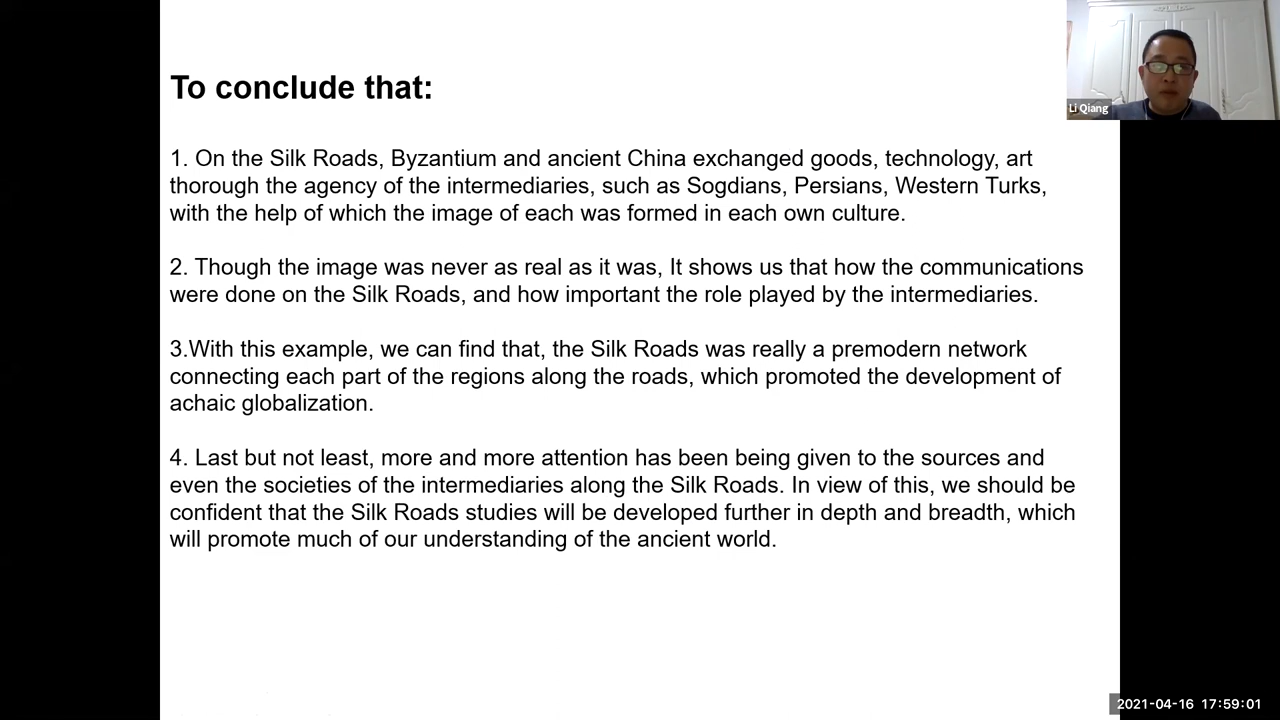 To conclude that:
Li Qiang
1. On the Silk Roads, Byzantium and ancient China exchanged goods, technology, art
thorough the agency of the intermediaries, such as Sogdians, Persians, Western Turks,
with the help of which the image of each was formed in each own culture.
2. Though the image was never as real as it was, It shows us that how the communications
were done on the Silk Roads, and how important the role played by the intermediaries.
3.With this example, we can find that, the Silk Roads was really a premodern network
connecting each part of the regions along the roads, which promoted the development of
achaic globalization.
4. Last but not least, more and more attention has been being given to the sources and
even the societies of the intermediaries along the Silk Roads. In view of this, we should be
confident that the Silk Roads studies will be developed further in depth and breadth, which
will promote much of our understanding of the ancient world.
2021-04-16 17:59:01